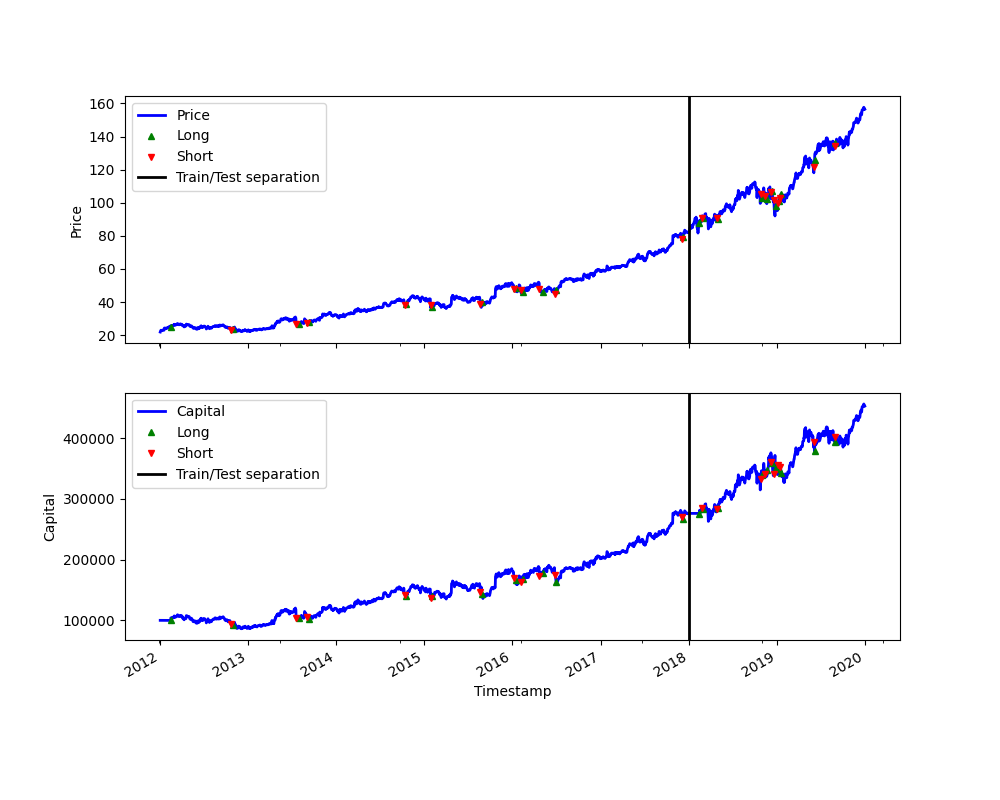 160
140
120
100
80
60
40
20
Price
Price
Long
Short
Train/Test separation
400000
300000
200000
100000
Capital
Capital
Long
Short
Train/Test separation
2012 2013 2014 2015 2016 2017 2018 2019 2020
Timestamp